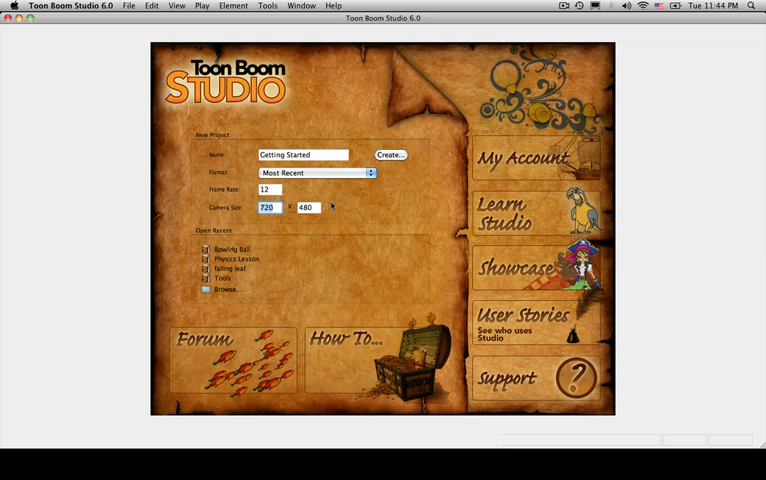 Toon Boom Studio 6.0 File Edit View Play Element Tools Window Help Tue 11:44 PM
Toon Boom Studio 6.0
Toon Boom
STUDIO
New Project
Name: Getting Started Create...
Format: Most Recent
Frame Rate: 12
Camera Size: 720 x 480
Open Recent
Bowling Ball
Physics Lesson
falling leaf
Tools
Browse...
Forum
How To...
My Account
Learn
Studio
Showcase
User Stories
See who uses
Studio
Support
?